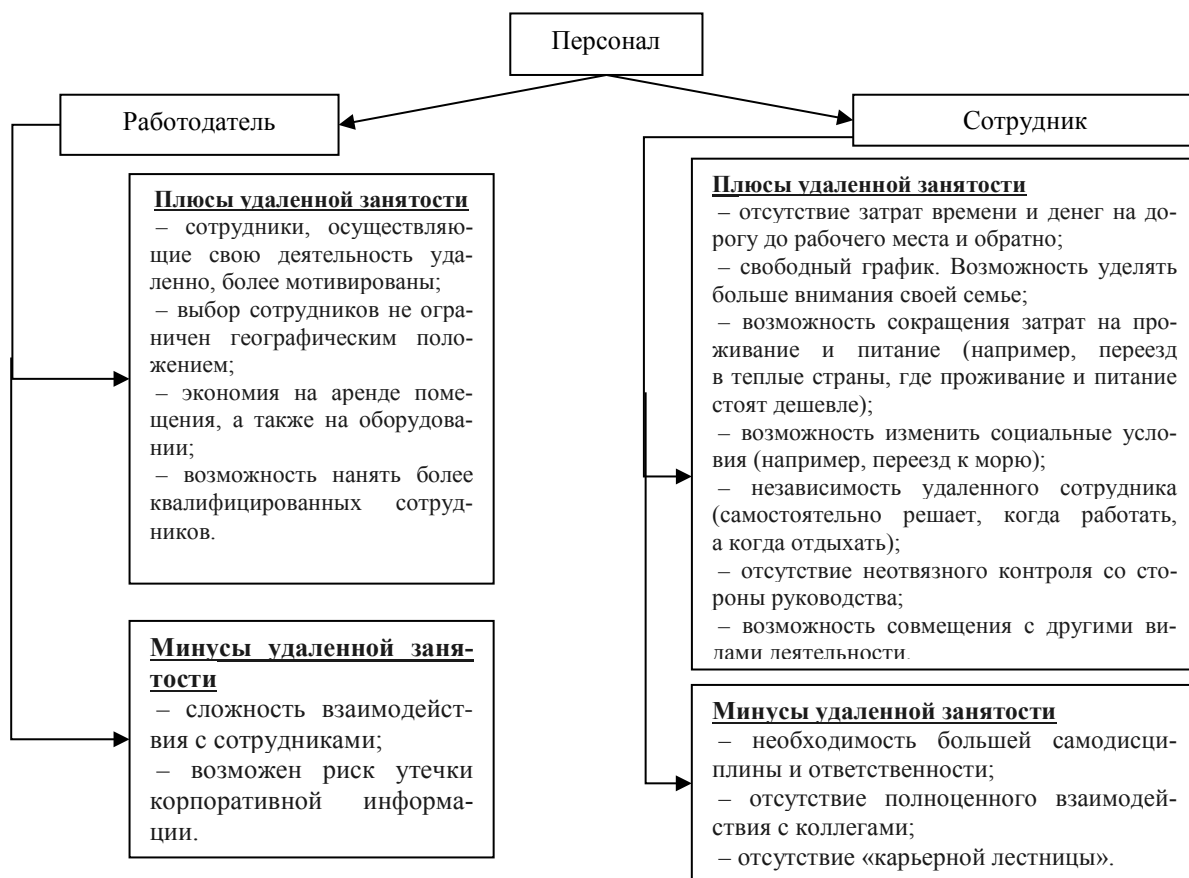 Персонал
Работодатель
Сотрудник
Плюсы удаленной занятости
– сотрудники, осуществляю-
щие свою деятельность уда-
ленно, более мотивированы;
– выбор сотрудников не огра-
ничен географическим поло-
жением;
– экономия на аренде поме-
щения, а также на оборудова-
нии;
– возможность нанять более
квалифицированных сотруд-
ников.
Минусы удаленной заня-
тости
– сложность взаимодейст-
вия с сотрудниками;
– возможен риск утечки
корпоративной информа-
ции.
Плюсы удаленной занятости
– отсутствие затрат времени и денег на до-
рогу до рабочего места и обратно;
– свободный график. Возможность уделять
больше внимания своей семье;
– возможность сокращения затрат на про-
живание и питание (например, переезд
в теплые страны, где проживание и питание
стоят дешевле);
– возможность изменить социальные усло-
вия (например, переезд к морю);
– независимость удаленного сотрудника
(самостоятельно решает, когда работать,
а когда отдыхать);
– отсутствие неотвязного контроля со сто-
роны руководства;
– возможность совмещения с другими ви-
дами деятельности.
Минусы удаленной занятости
– необходимость большей самодисци-
плины и ответственности;
– отсутствие полноценного взаимодей-
ствия с коллегами;
– отсутствие «карьерной лестницы».